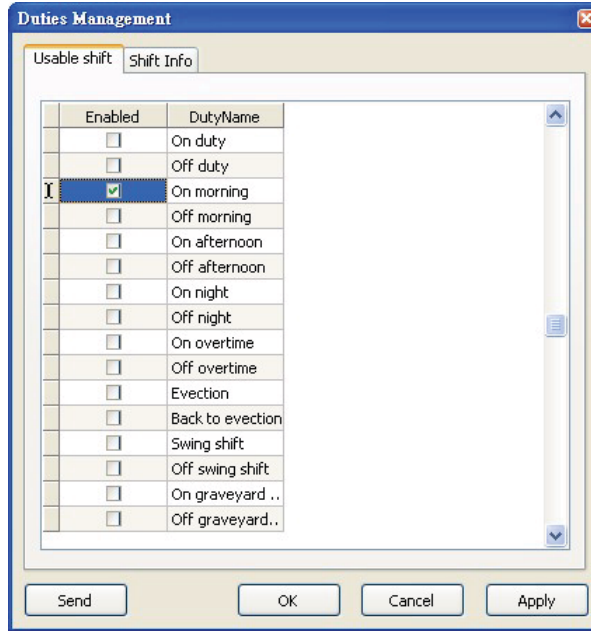 Duties Management
Usable shift Shift Info
Enabled DutyName
On duty
Off duty
On morning
Off morning
On afternoon
Off afternoon
On night
Off night
On overtime
Off overtime
Evection
Back to evection
Swing shift
Off swing shift
On graveyard ..
Off graveyard..
Send OK Cancel Apply